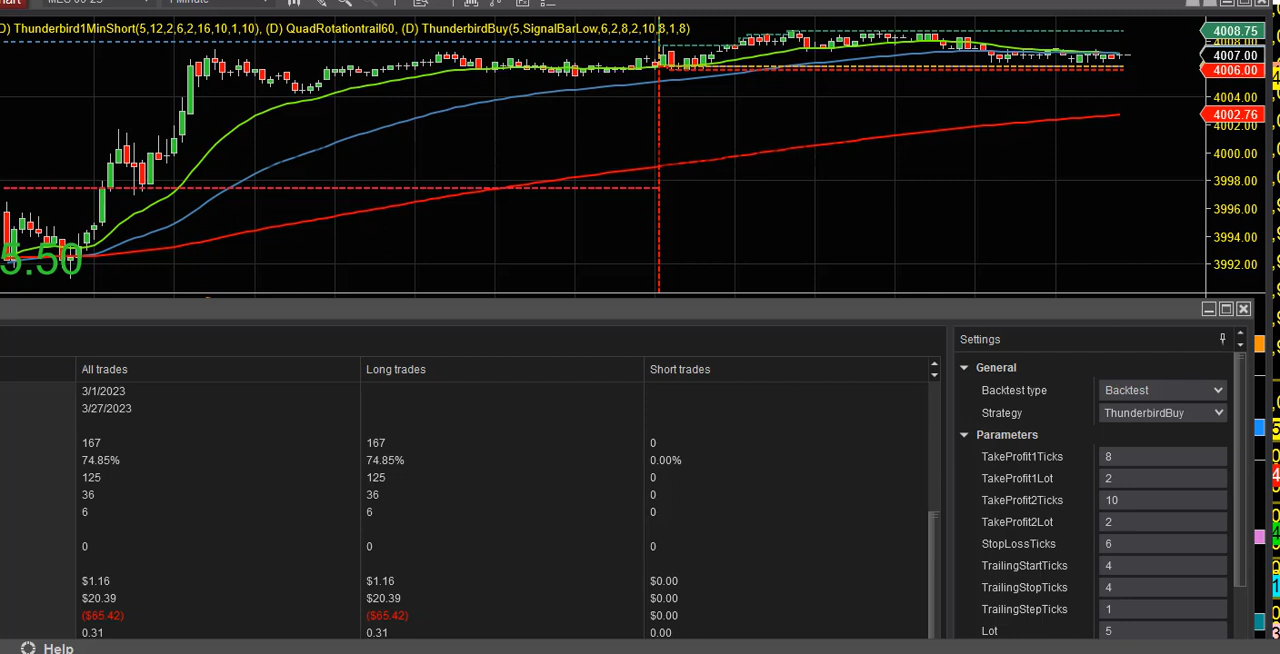 D) Thunderbird1MinShort(5,12,2,6,2,16,10,1,10), (D) QuadRotationtrail60, (D) ThunderbirdBuy(5,SignalBarLow,6,2,8,2,10,8,1,8)
4008.75
4007.00
4006.00
4004.00
4002.76
4002.00
4000.00
3998.00
3996.00
3994.00
3992.00
5.50
Settings
All trades Long trades Short trades
General
3/1/2023
Backtest type Backtest
3/27/2023
Strategy ThunderbirdBuy
Parameters
167 167 0
TakeProfit1Ticks 8
74.85% 74.85% 0.00%
125 125 0
TakeProfit1Lot 2
36 36 0
TakeProfit2Ticks 10
6 6 0
TakeProfit2Lot 2
0 0 0
StopLossTicks 6
TrailingStartTicks 4
$1.16 $1.16 $0.00
TrailingStopTicks 4
$20.39 $20.39 $0.00
TrailingStepTicks 1
($65.42) ($65.42) $0.00
0.31 0.31 0.00
Lot 5
Help